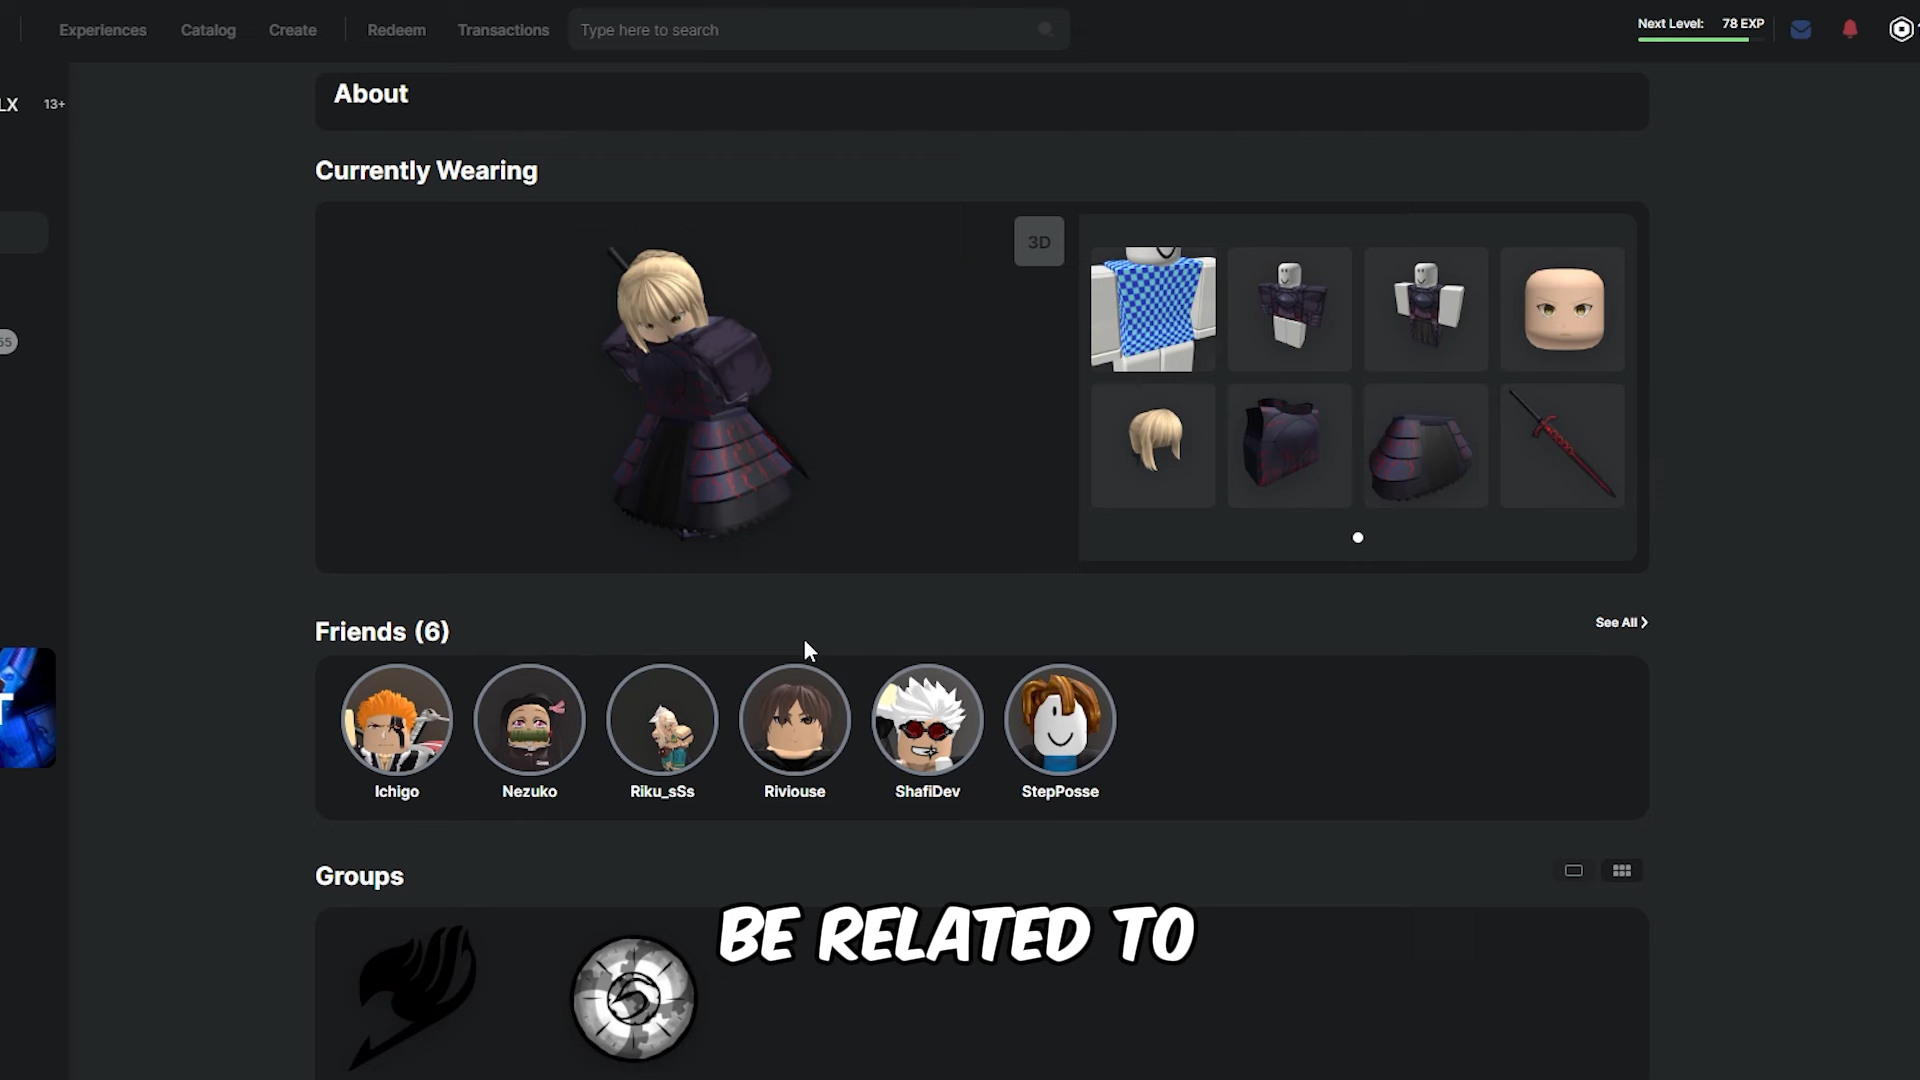 Experiences Catalog Create Redeem Transactions Type here to search Next Level: 78 EXP
LX 13+
About
Currently Wearing
3D
55
Friends (6) See All
Ichigo Nezuko Riku_sSs Riviouse ShafiDev StepPosse
Groups
BE RELATED TO